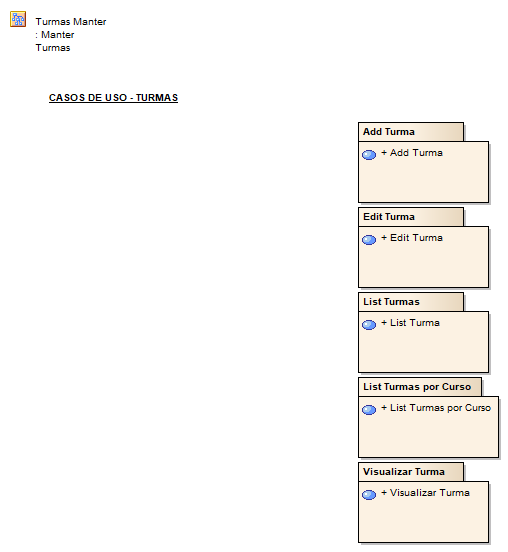 Turmas Manter
: Manter
Turmas
CASOS DE USO - TURMAS
Add Turma
+ Add Turma
Edit Turma
+ Edit Turma
List Turmas
+ List Turma
List Turmas por Curso
+ List Turmas por Curso
Visualizar Turma
+ Visualizar Turma